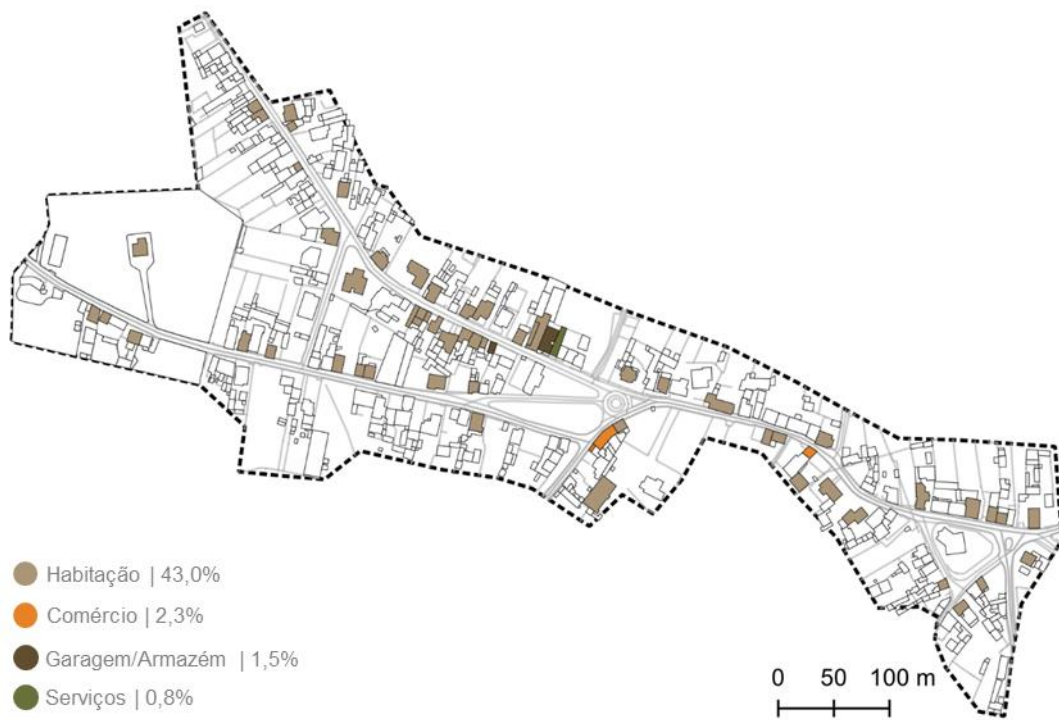 Habitação | 43,0%
Comércio | 2,3%
Garagem/Armazém | 1,5%
Serviços | 0,8%
0 50 100 m